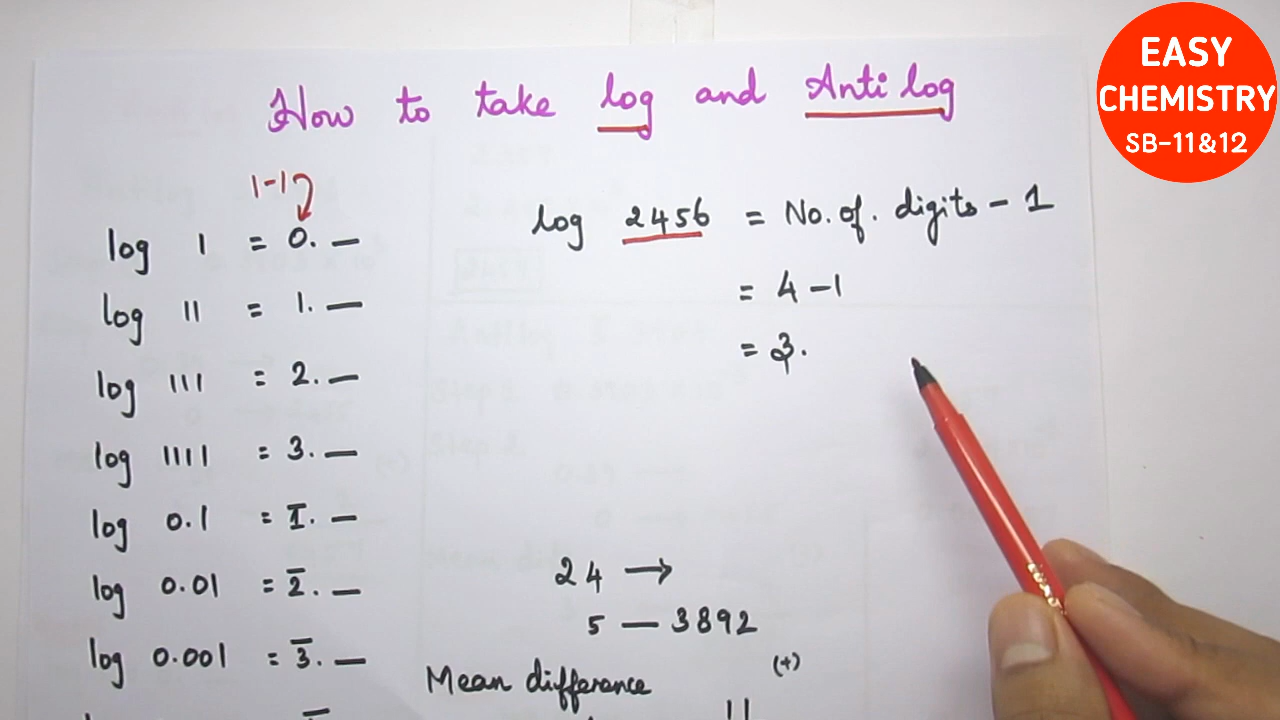 EASY
CHEMISTRY
SB-11&12
How to take log and Anti log
1-1
log 1 = 0. —
log 11 = 1. —
log 111 = 2. —
log 1111 = 3. —
log 0.1 = 1̅. —
log 0.01 = 2̅. —
log 0.001 = 3̅. —
log 2456 = No. of. digits - 1
= 4 - 1
= 3.
24 →
5 — 3892
Mean difference (+)
11